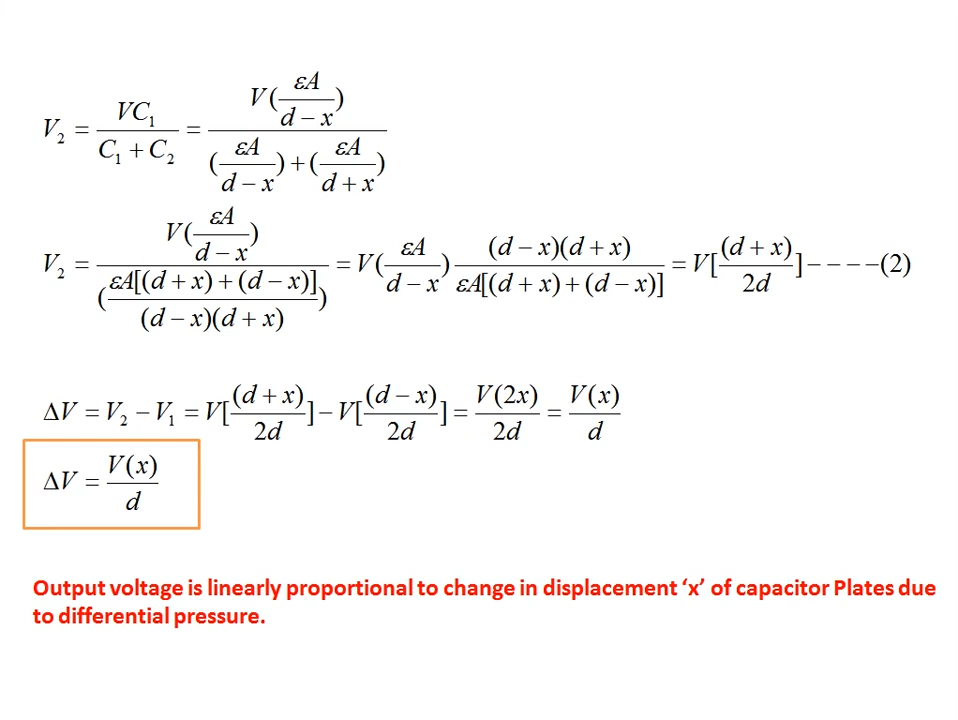 V₂ = VC₁/(C₁ + C₂) = V(εA/(d − x)) / ((εA/(d − x)) + (εA/(d + x)))
V₂ = V(εA/(d − x)) / (εA[(d + x) + (d − x)]/((d − x)(d + x))) = V(εA/(d − x)) (d − x)(d + x)/(εA[(d + x) + (d − x)]) = V[(d + x)/2d] − − − − (2)
ΔV = V₂ − V₁ = V[(d + x)/2d] − V[(d − x)/2d] = V(2x)/2d = V(x)/d
ΔV = V(x)/d
Output voltage is linearly proportional to change in displacement ‘x’ of capacitor Plates due
to differential pressure.